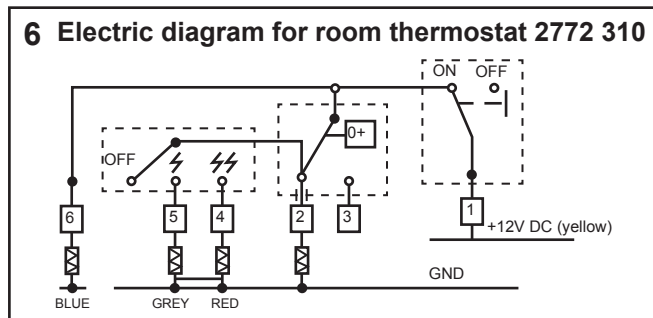 6 Electric diagram for room thermostat 2772 310
ON OFF
0+
OFF
6 5 4 2 3 1
+12V DC (yellow)
GND
BLUE GREY RED